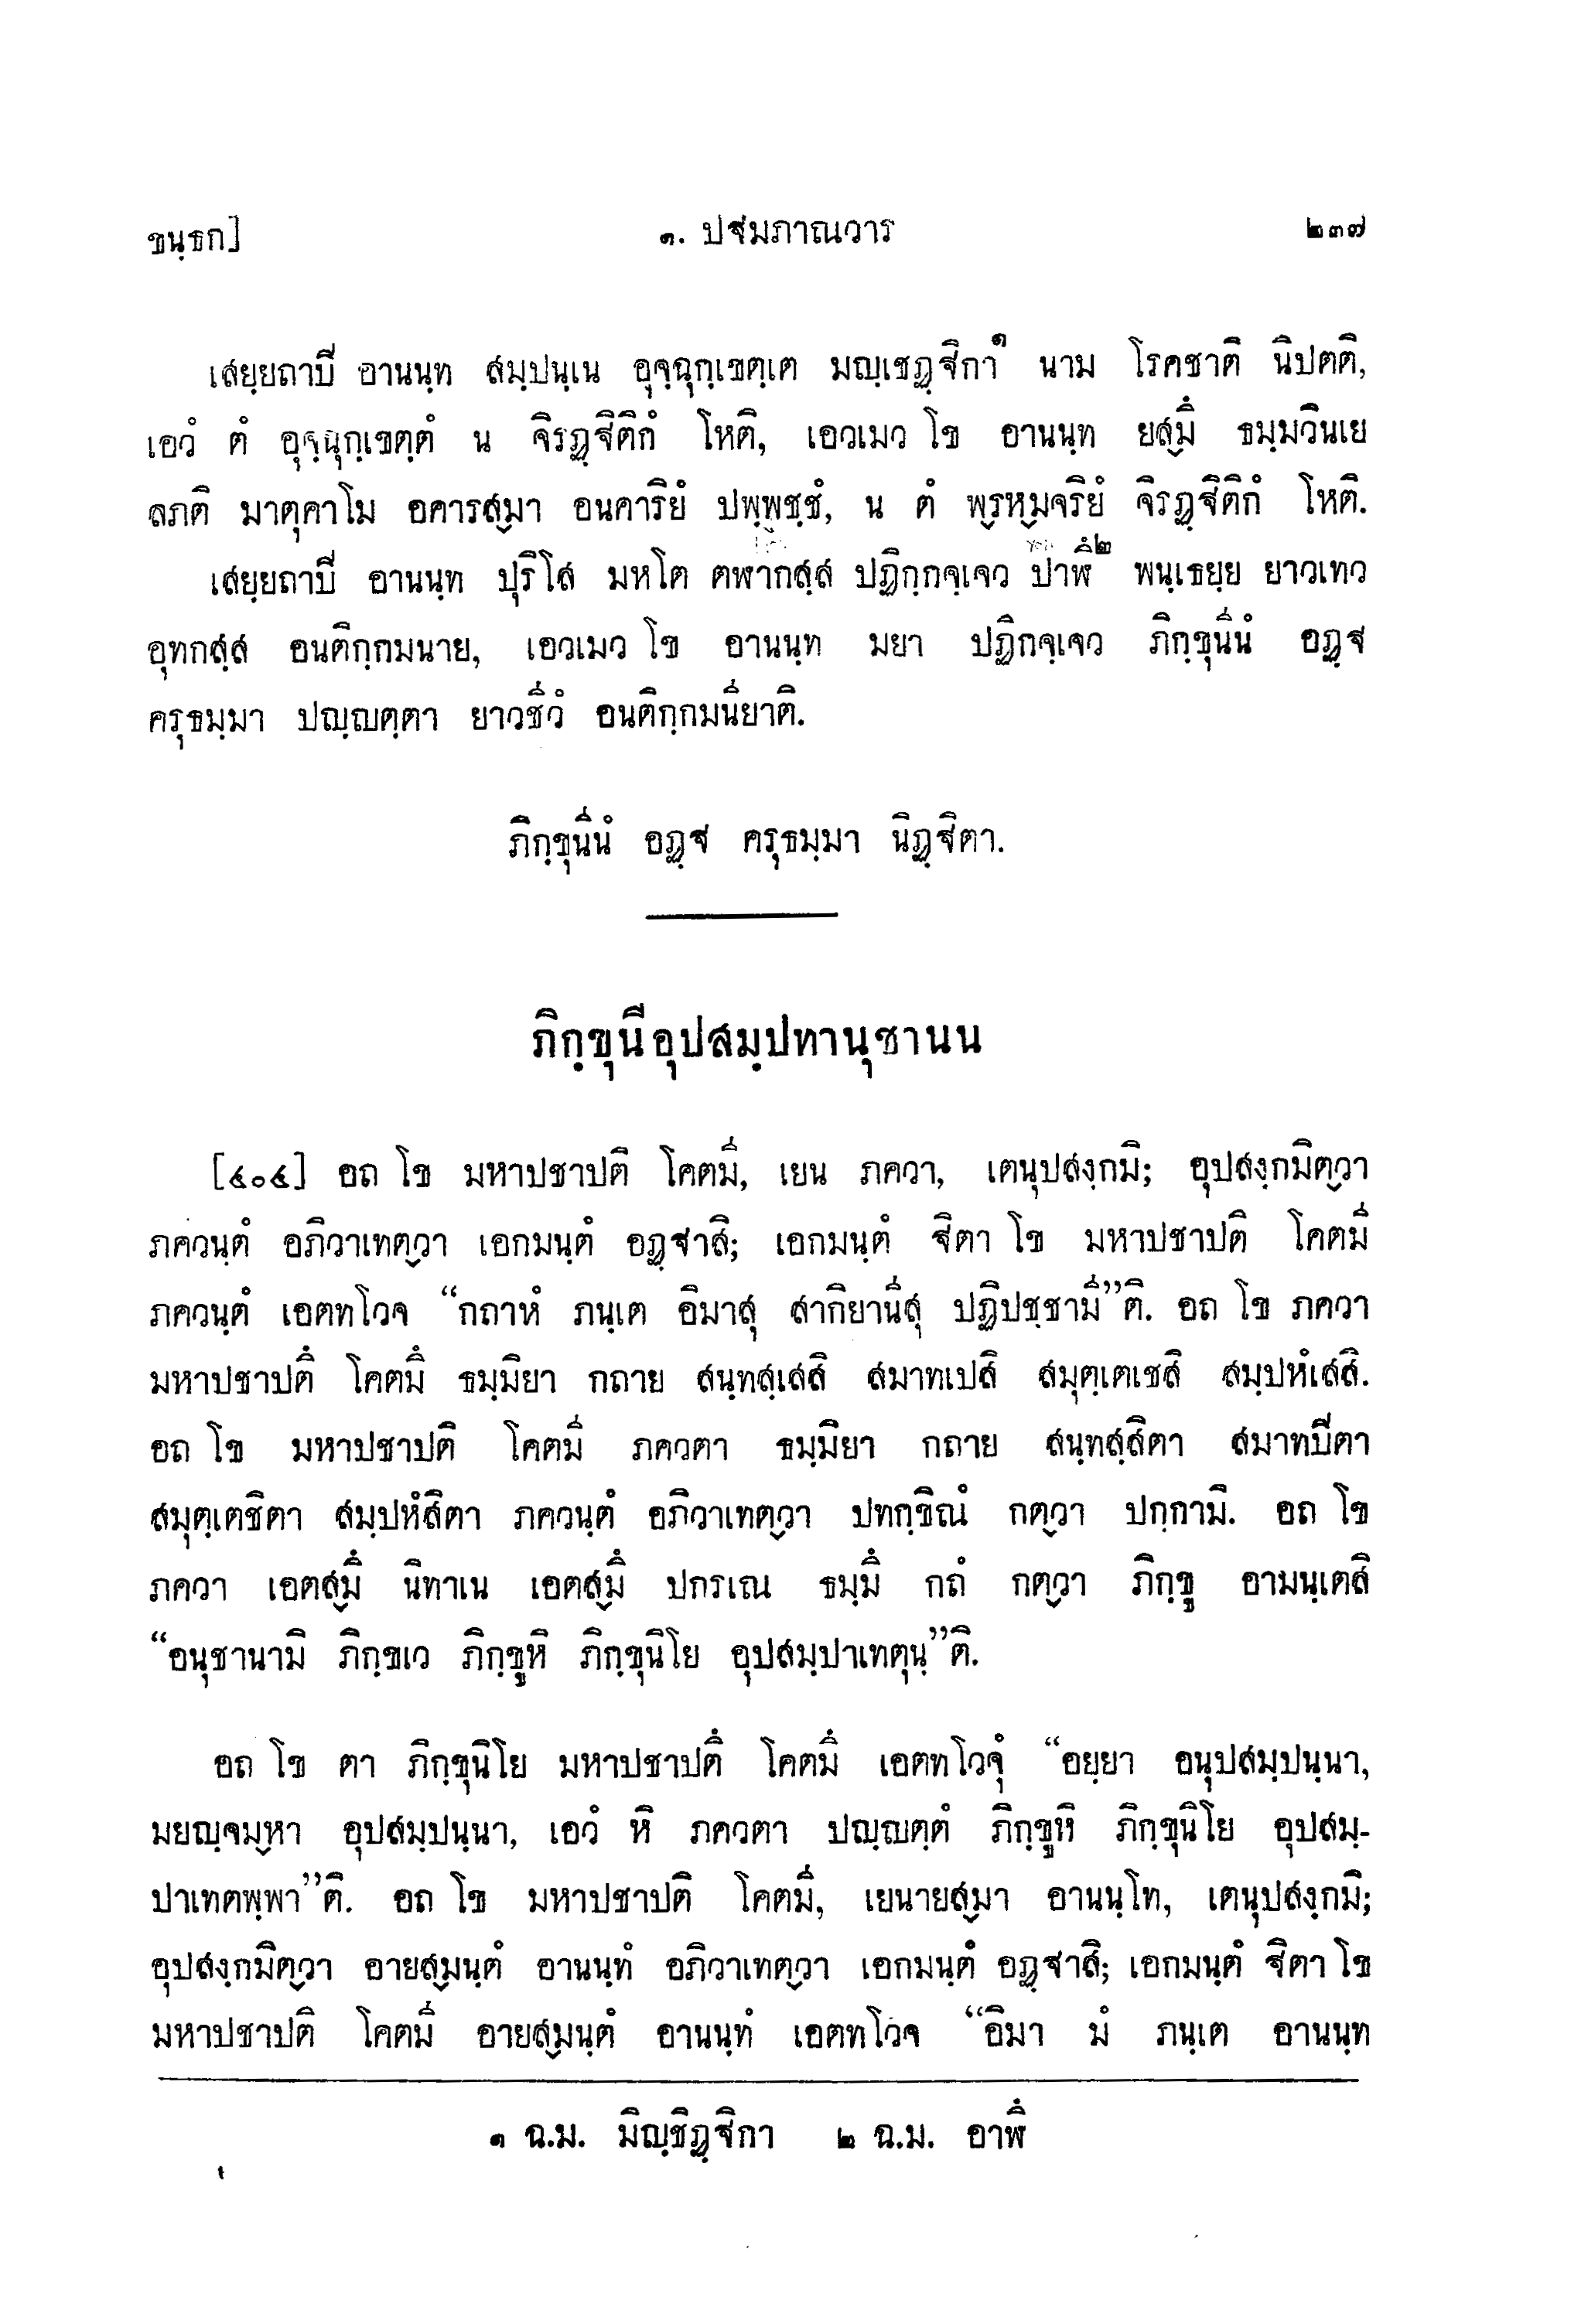 ขนฺธก] ๑. ปฐมภาณวาร ๒๓๗
เสยฺยถาปิ อานนฺท สมฺปนฺเน อุจฺฉุกฺเขตฺเต มญฺเชฏฺฐิกา๑ นาม โรคชาติ นิปตติ,
เอวํ ตํ อุจฺฉุกฺเขตฺตํ น จิรฏฺฐิติกํ โหติ, เอวเมว โข อานนฺท ยสฺมึ ธมฺมวินเย
ลภติ มาตุคาโม อคารสฺมา อนคาริยํ ปพฺพชฺชํ, น ตํ พฺรหฺมจริยํ จิรฏฺฐิติกํ โหติ.
เสยฺยถาปิ อานนฺท ปุริโส มหโต ตฬากสฺส ปฏิกฺกจฺเจว ปาฬึ๒ พนฺเธยฺย ยาวเทว
อุทกสฺส อนติกฺกมนาย, เอวเมว โข อานนฺท มยา ปฏิกจฺเจว ภิกฺขุนีนํ อฏฺฐ
ครุธมฺมา ปญฺญตฺตา ยาวชีวํ อนติกฺกมนียาติ.
ภิกฺขุนีนํ อฏฺฐ ครุธมฺมา นิฏฺฐิตา.
ภิกฺขุนีอุปสมฺปทานุชานน
[๔๐๔] อถ โข มหาปชาปติ โคตมี, เยน ภควา, เตนุปสงฺกมิ; อุปสงฺกมิตฺวา
ภควนฺตํ อภิวาเทตฺวา เอกมนฺตํ อฏฺฐาสิ; เอกมนฺตํ ฐิตา โข มหาปชาปติ โคตมี
ภควนฺตํ เอตทโวจ “กถาหํ ภนฺเต อิมาสุ สากิยานีสุ ปฏิปชฺชามี”ติ. อถ โข ภควา
มหาปชาปตึ โคตมึ ธมฺมิยา กถาย สนฺทสฺเสสิ สมาทเปสิ สมุตฺเตเชสิ สมฺปหํเสสิ.
อถ โข มหาปชาปติ โคตมี ภควตา ธมฺมิยา กถาย สนฺทสฺสิตา สมาทปิตา
สมุตฺเตชิตา สมฺปหํสิตา ภควนฺตํ อภิวาเทตฺวา ปทกฺขิณํ กตฺวา ปกฺกามิ. อถ โข
ภควา เอตสฺมึ นิทาเน เอตสฺมึ ปกรเณ ธมฺมึ กถํ กตฺวา ภิกฺขู อามนฺเตสิ
“อนุชานามิ ภิกฺขเว ภิกฺขูหิ ภิกฺขุนิโย อุปสมฺปาเทตุนฺ”ติ.
อถ โข ตา ภิกฺขุนิโย มหาปชาปตึ โคตมึ เอตทโวจุํ “อยฺยา อนุปสมฺปนฺนา,
มยญฺจมฺหา อุปสมฺปนฺนา, เอวํ หิ ภควตา ปญฺญตฺตํ ภิกฺขูหิ ภิกฺขุนิโย อุปสมฺ-
ปาเทตพฺพา”ติ. อถ โข มหาปชาปติ โคตมี, เยนายสฺมา อานนฺโท, เตนุปสงฺกมิ;
อุปสงฺกมิตฺวา อายสฺมนฺตํ อานนฺทํ อภิวาเทตฺวา เอกมนฺตํ อฏฺฐาสิ; เอกมนฺตํ ฐิตา โข
มหาปชาปติ โคตมี อายสฺมนฺตํ อานนฺทํ เอตทโวจ “อิมา มํ ภนฺเต อานนฺท
๑ ฉ.ม. มิญฺชิฏฺฐิกา ๒ ฉ.ม. อาฬึ